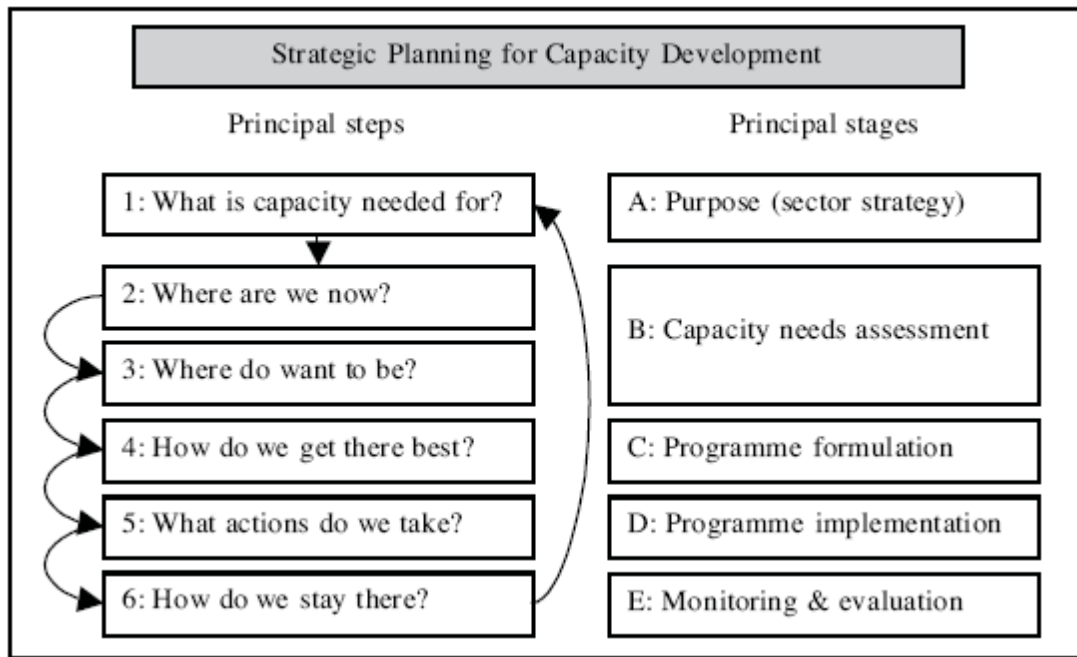 Strategic Planning for Capacity Development
Principal steps
1: What is capacity needed for?
2: Where are we now?
3: Where do want to be?
4: How do we get there best?
5: What actions do we take?
6: How do we stay there?
Principal stages
A: Purpose (sector strategy)
B: Capacity needs assessment
C: Programme formulation
D: Programme implementation
E: Monitoring & evaluation